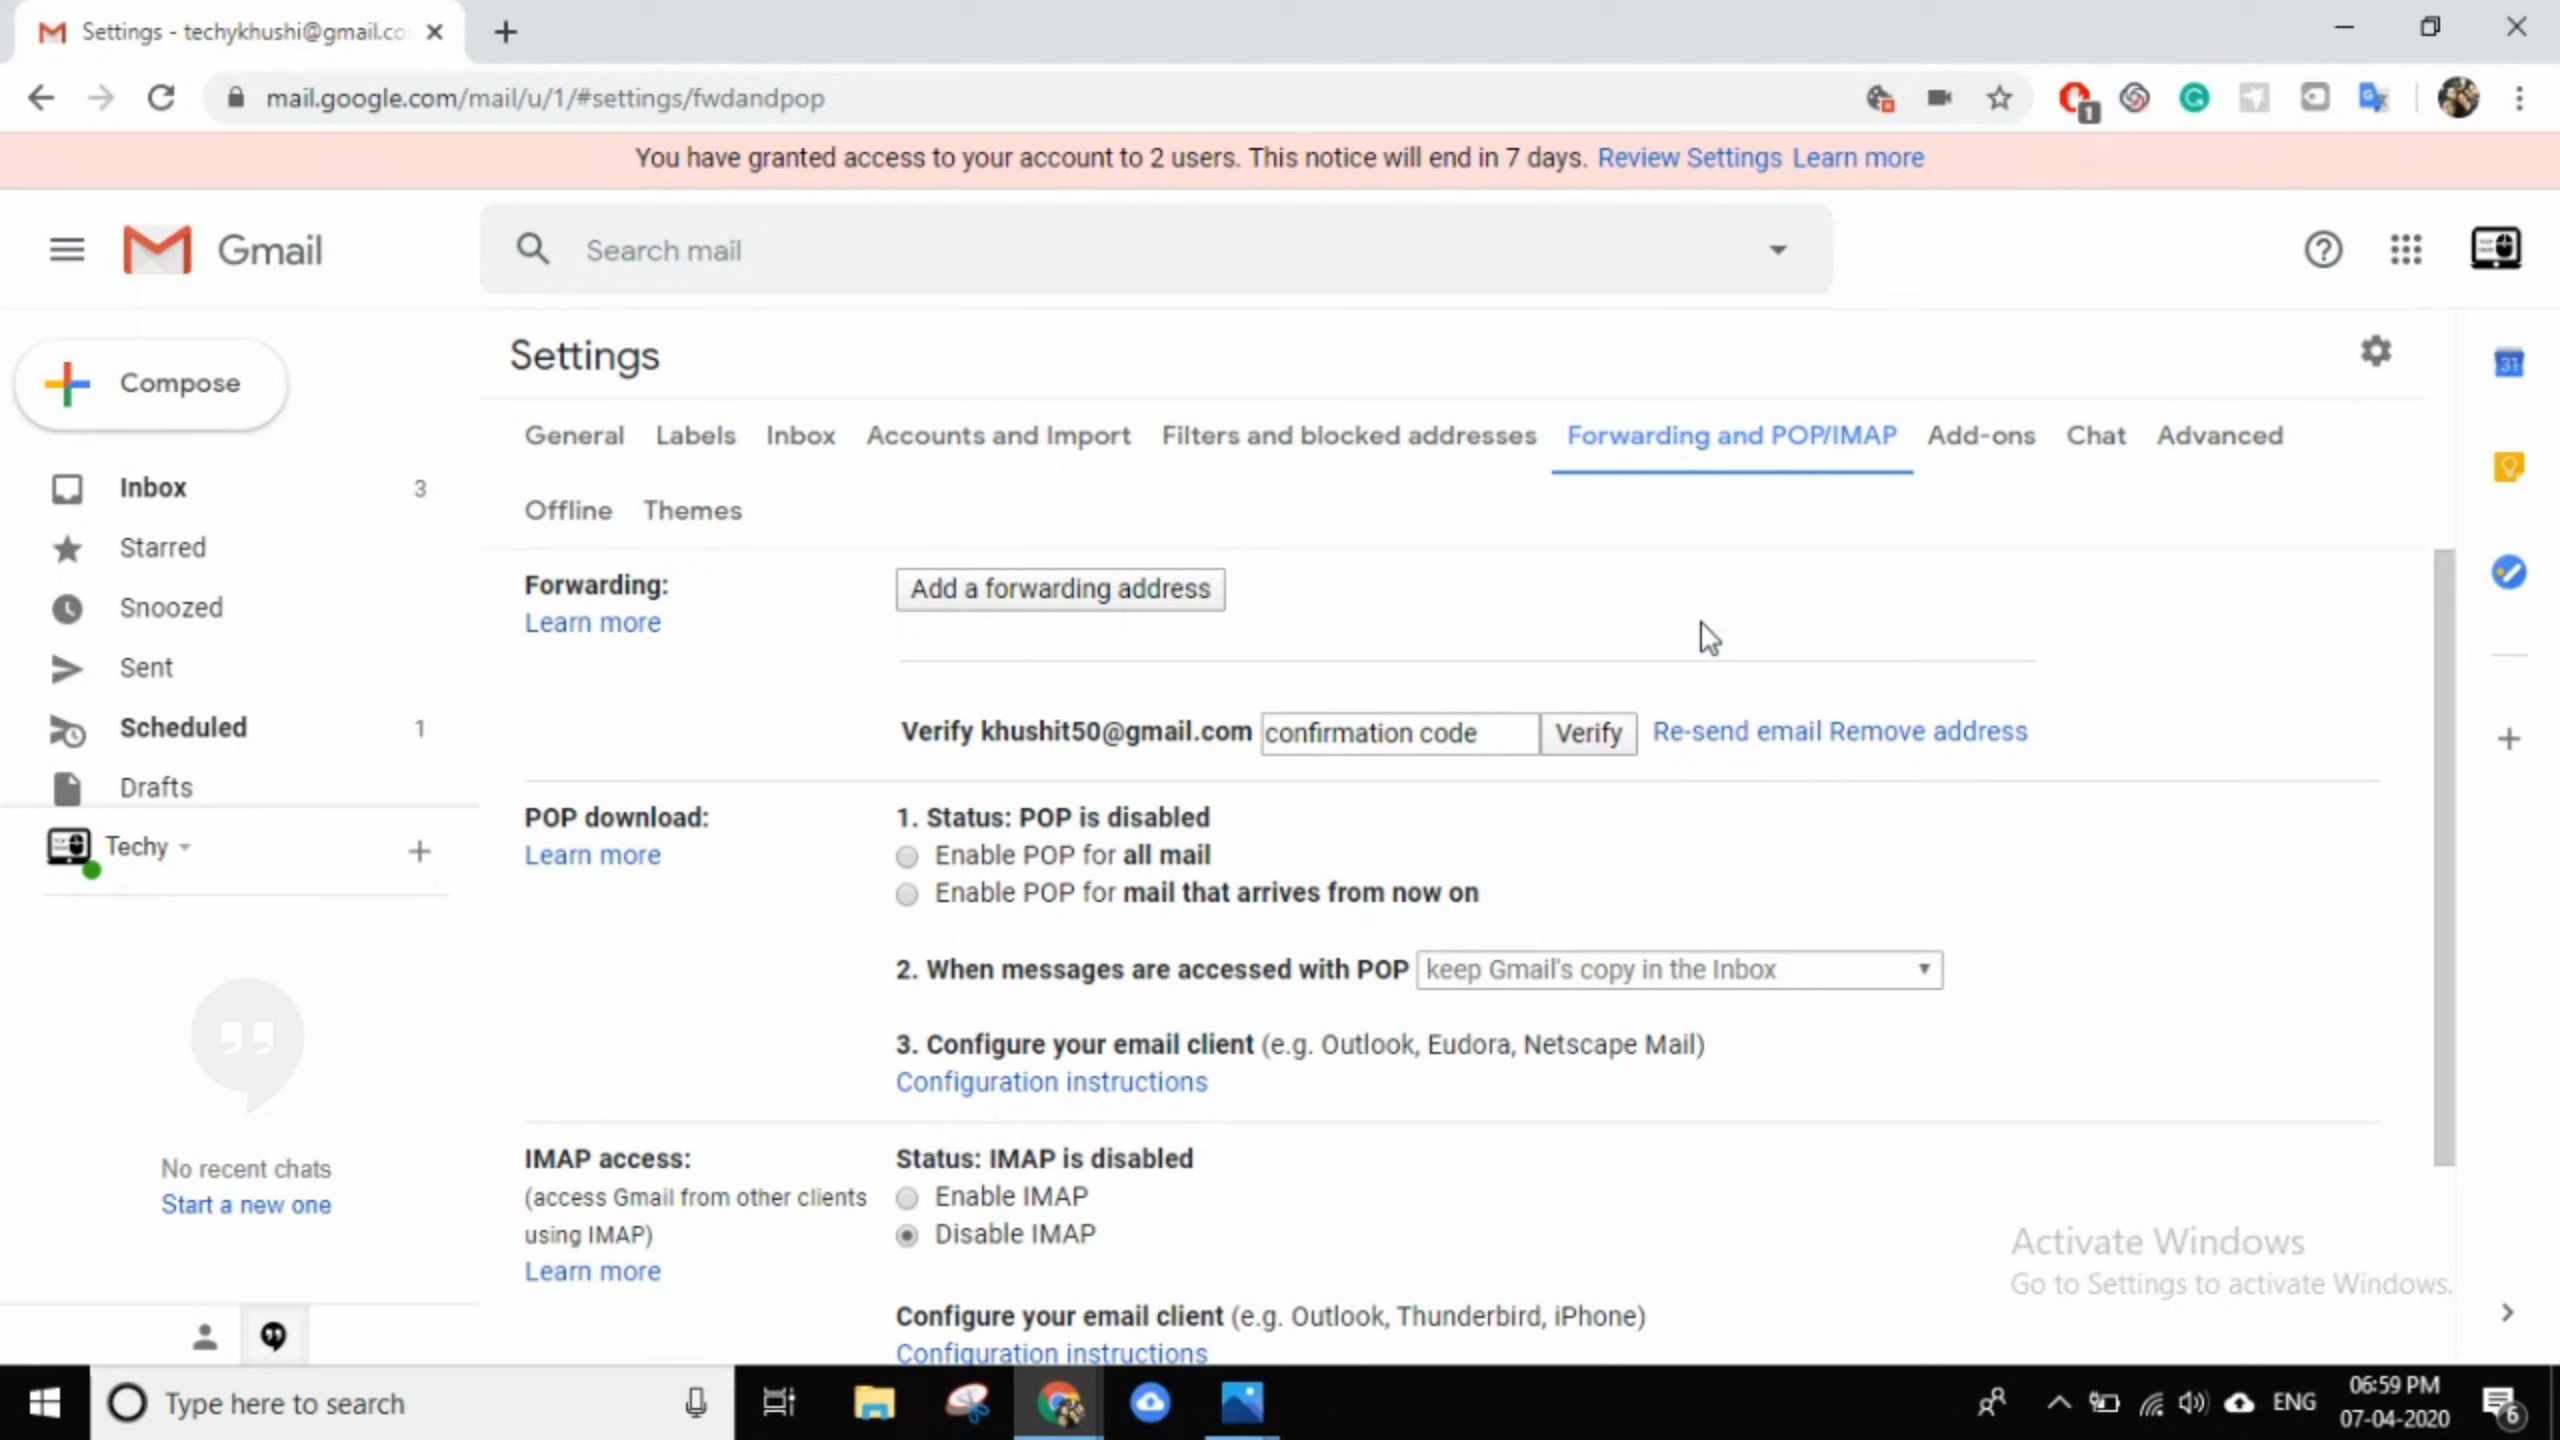 Settings - techykhushi@gmail.co
mail.google.com/mail/u/1/#settings/fwdandpop
1
You have granted access to your account to 2 users. This notice will end in 7 days. Review Settings Learn more
Gmail
Search mail
Compose
Settings
31
General Labels Inbox Accounts and Import Filters and blocked addresses Forwarding and POP/IMAP Add-ons Chat Advanced
Offline Themes
Inbox 3
Starred
Snoozed
Sent
Scheduled 1
Drafts
Techy
No recent chats
Start a new one
Forwarding:
Learn more
Add a forwarding address
Verify khushit50@gmail.com confirmation code Verify Re-send email Remove address
POP download:
Learn more
1. Status: POP is disabled
Enable POP for all mail
Enable POP for mail that arrives from now on
2. When messages are accessed with POP keep Gmail's copy in the Inbox
3. Configure your email client (e.g. Outlook, Eudora, Netscape Mail)
Configuration instructions
IMAP access:
(access Gmail from other clients
using IMAP)
Learn more
Status: IMAP is disabled
Enable IMAP
Disable IMAP
Configure your email client (e.g. Outlook, Thunderbird, iPhone)
Configuration instructions
Activate Windows
Go to Settings to activate Windows.
Type here to search
ENG
06:59 PM
07-04-2020
6